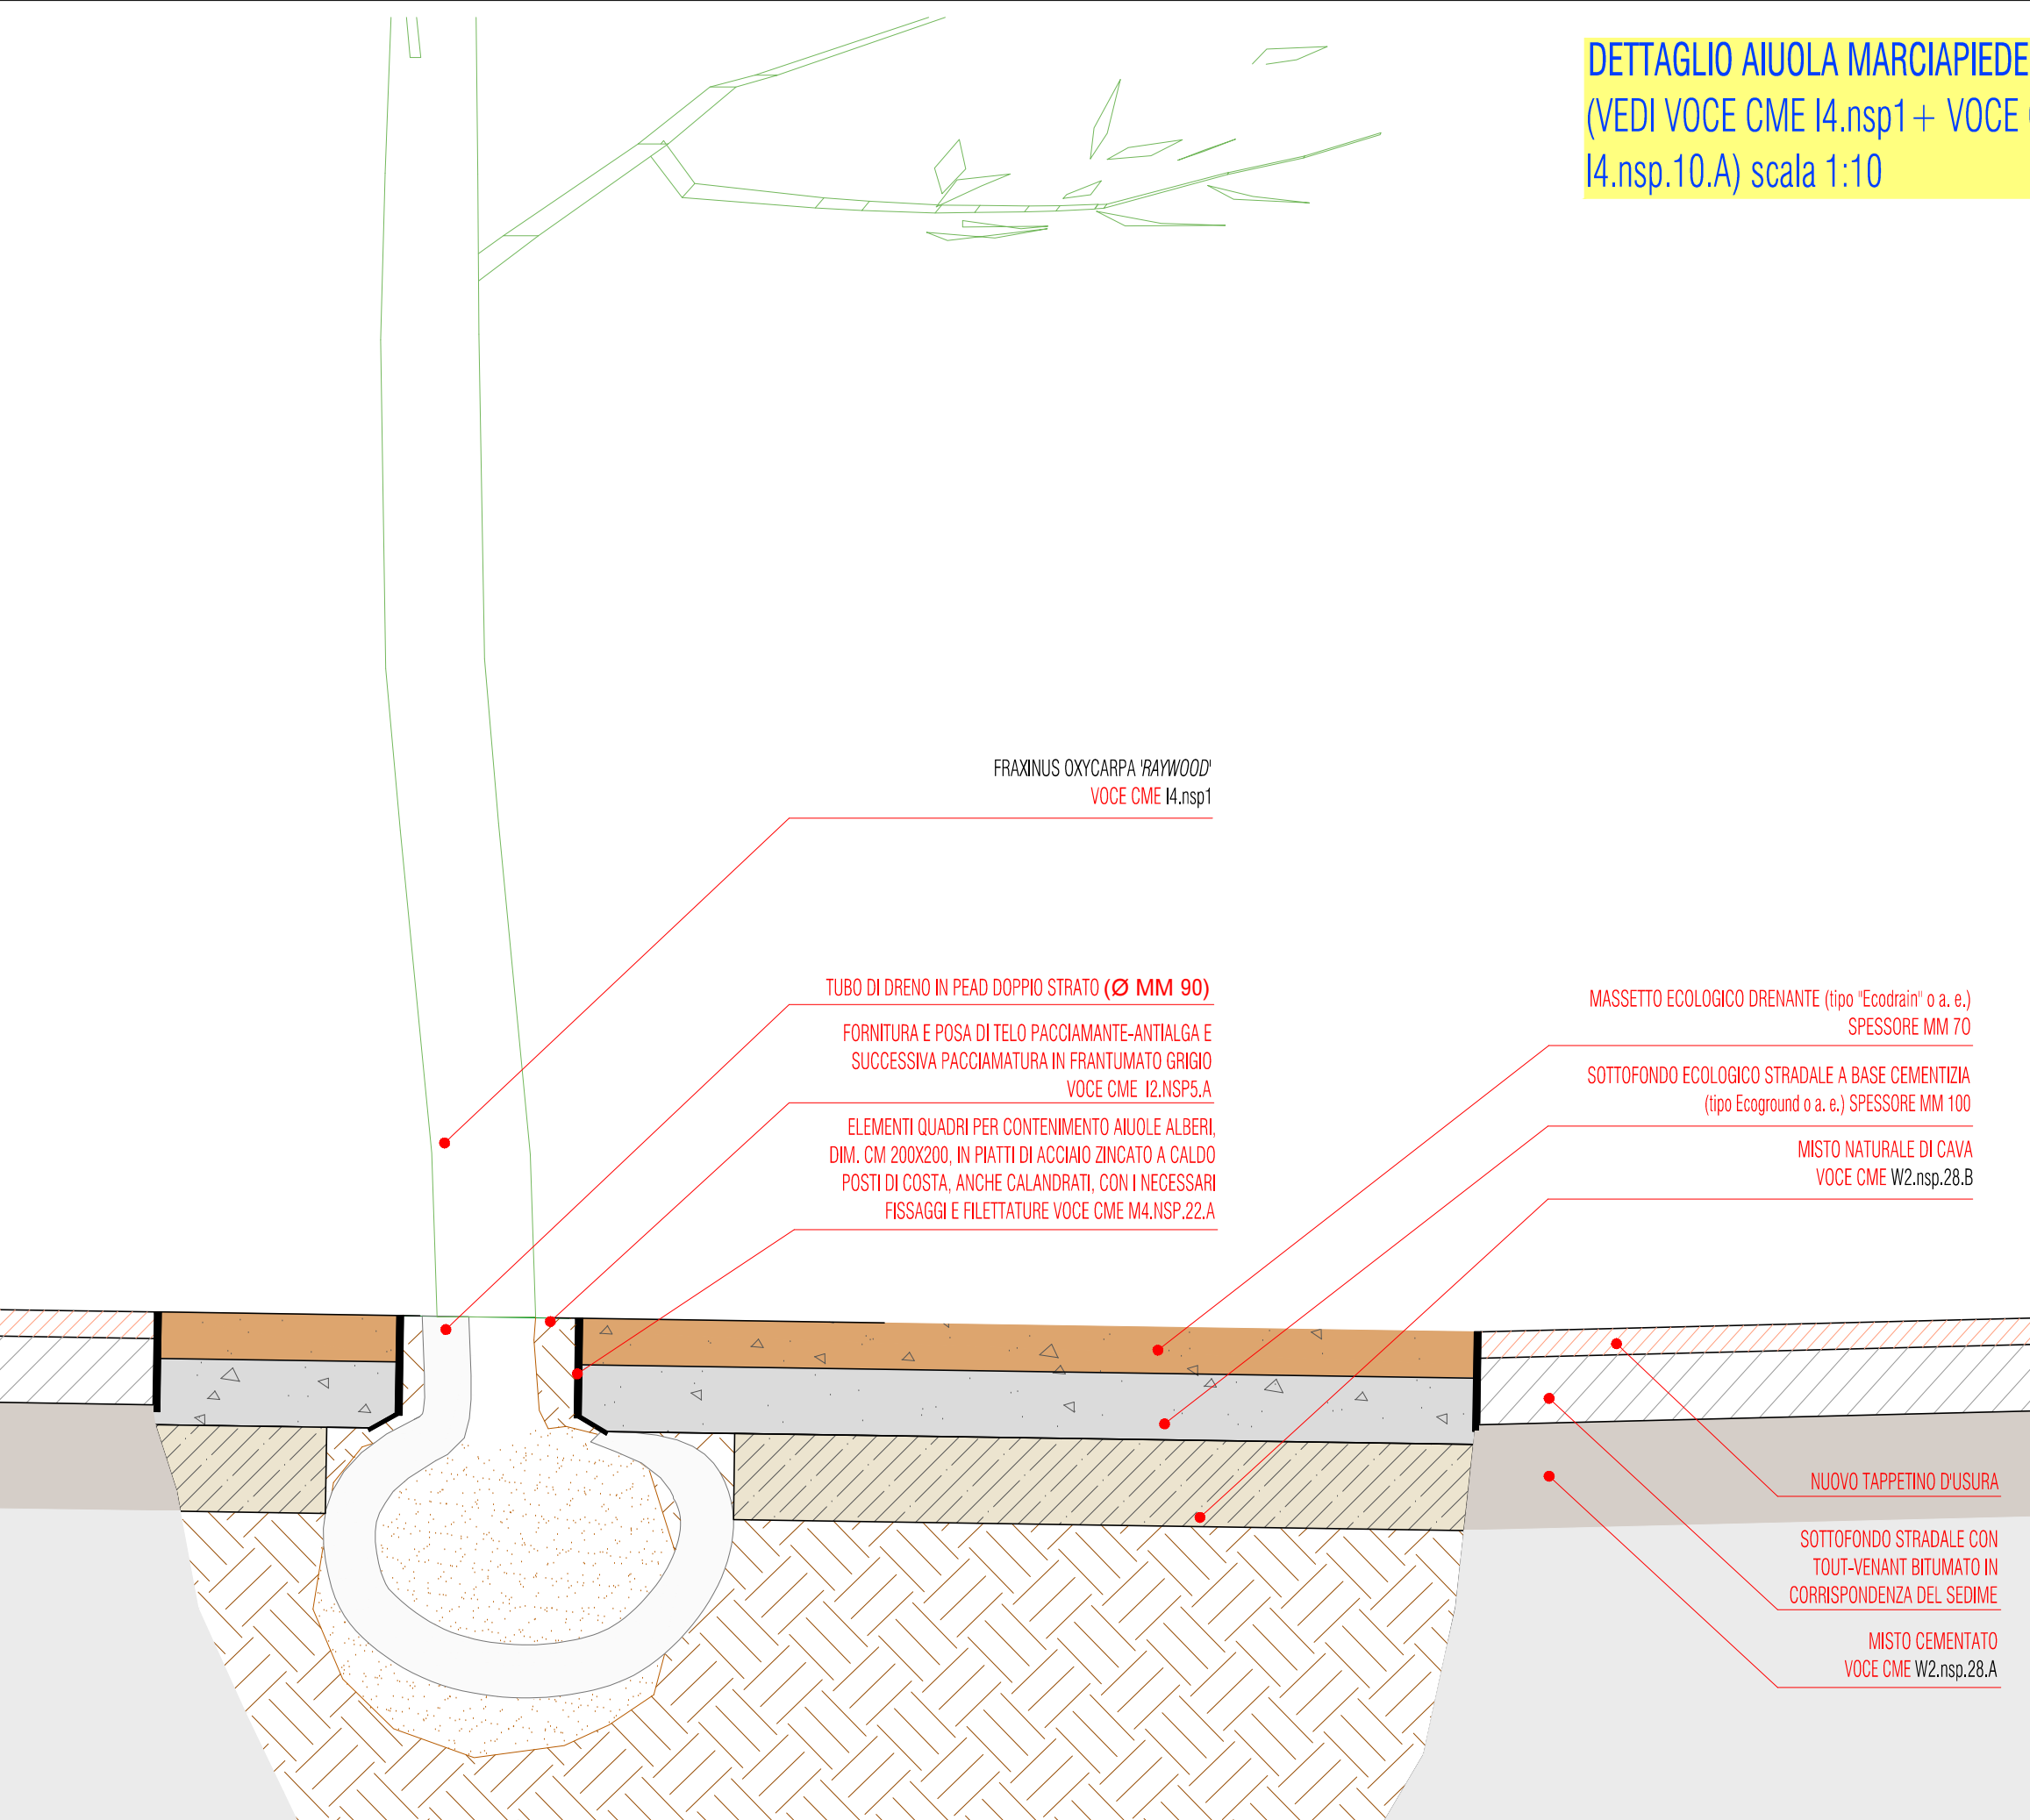 DETTAGLIO AIUOLA MARCIAPIEDE
(VEDI VOCE CME I4.nsp1+ VOCE
I4.nsp.10.A) scala 1:10
FRAXINUS OXYCARPA 'RAYWOOD'
VOCE CME I4.nsp1
TUBO DI DRENO IN PEAD DOPPIO STRATO (Ø MM 90)
FORNITURA E POSA DI TELO PACCIAMANTE-ANTIALGA E
SUCCESSIVA PACCIAMATURA IN FRANTUMATO GRIGIO
VOCE CME I2.NSP5.A
ELEMENTI QUADRI PER CONTENIMENTO AIUOLE ALBERI,
DIM. CM 200X200, IN PIATTI DI ACCIAIO ZINCATO A CALDO
POSTI DI COSTA, ANCHE CALANDRATI, CON I NECESSARI
FISSAGGI E FILETTATURE VOCE CME M4.NSP.22.A
MASSETTO ECOLOGICO DRENANTE (tipo "Ecodrain" o a. e.)
SPESSORE MM 70
SOTTOFONDO ECOLOGICO STRADALE A BASE CEMENTIZIA
(tipo Ecoground o a. e.) SPESSORE MM 100
MISTO NATURALE DI CAVA
VOCE CME W2.nsp.28.B
NUOVO TAPPETINO D'USURA
SOTTOFONDO STRADALE CON
TOUT-VENANT BITUMATO IN
CORRISPONDENZA DEL SEDIME
MISTO CEMENTATO
VOCE CME W2.nsp.28.A